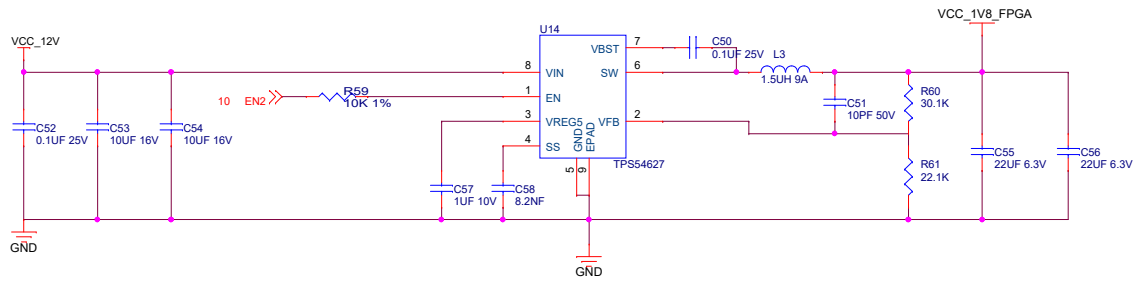 VCC_1V8_FPGA
VCC_12V
U14
VBST
7
C50
0.1UF 25V
L3
1.5UH 9A
8
VIN
SW
6
10
EN2
R59
10K 1%
1
EN
C51
10PF 50V
R60
30.1K
C52
0.1UF 25V
C53
10UF 16V
C54
10UF 16V
3
VREG5
VFB
2
4
SS
GND
EPAD
TPS54627
5
9
R61
22.1K
C55
22UF 6.3V
C56
22UF 6.3V
C57
1UF 10V
C58
8.2NF
GND
GND